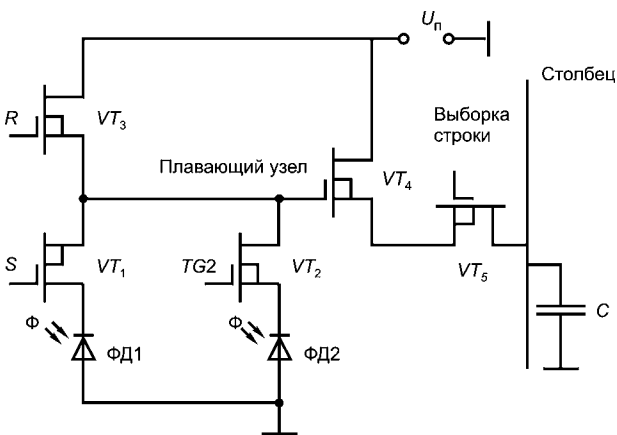 Uп
Столбец
R
VT3
Выборка
строки
Плавающий узел
VT4
S
VT1
TG2
VT2
VT5
C
Ф
ФД1
Ф
ФД2